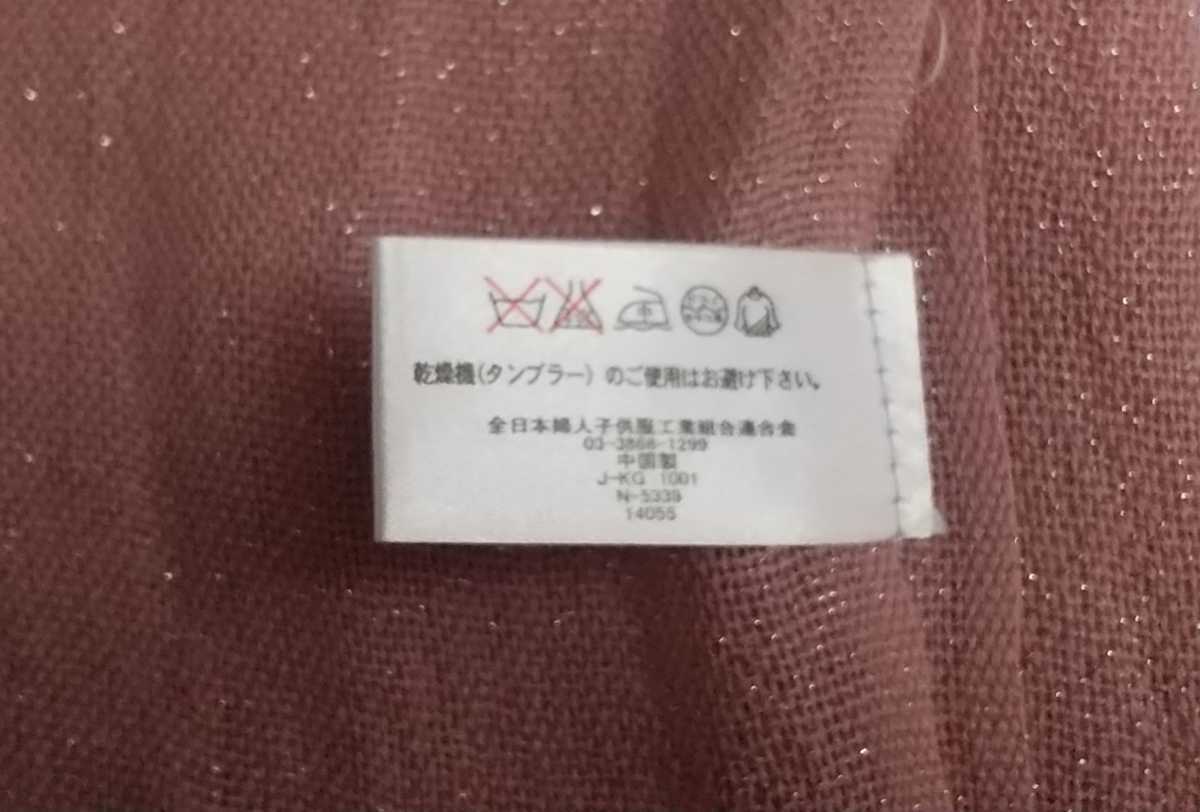 乾燥機(タンブラー) のご使用はお避け下さい。
全日本婦人子供服工業組合連合会
03-3868-1299
中国製
J-KG 1001
N-5339
14055